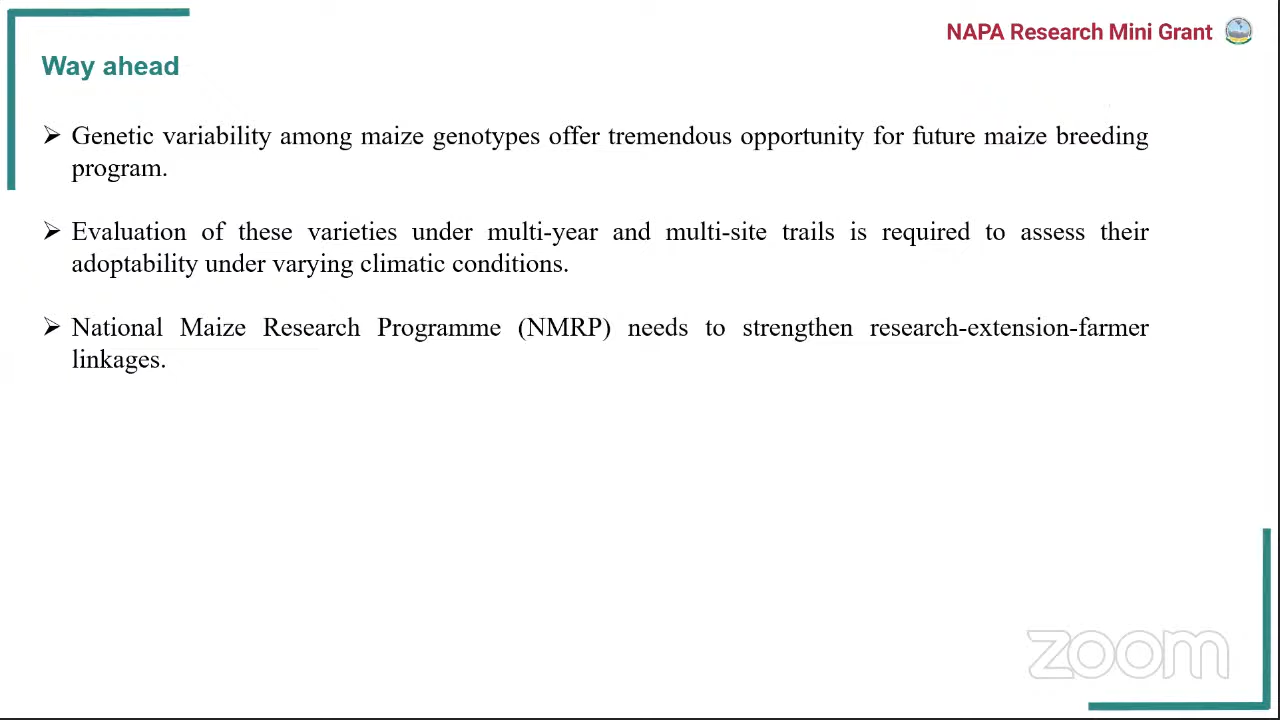 NAPA Research Mini Grant
Way ahead
➢ Genetic variability among maize genotypes offer tremendous opportunity for future maize breeding
program.
➢ Evaluation of these varieties under multi-year and multi-site trails is required to assess their
adoptability under varying climatic conditions.
➢ National Maize Research Programme (NMRP) needs to strengthen research-extension-farmer
linkages.
zoom